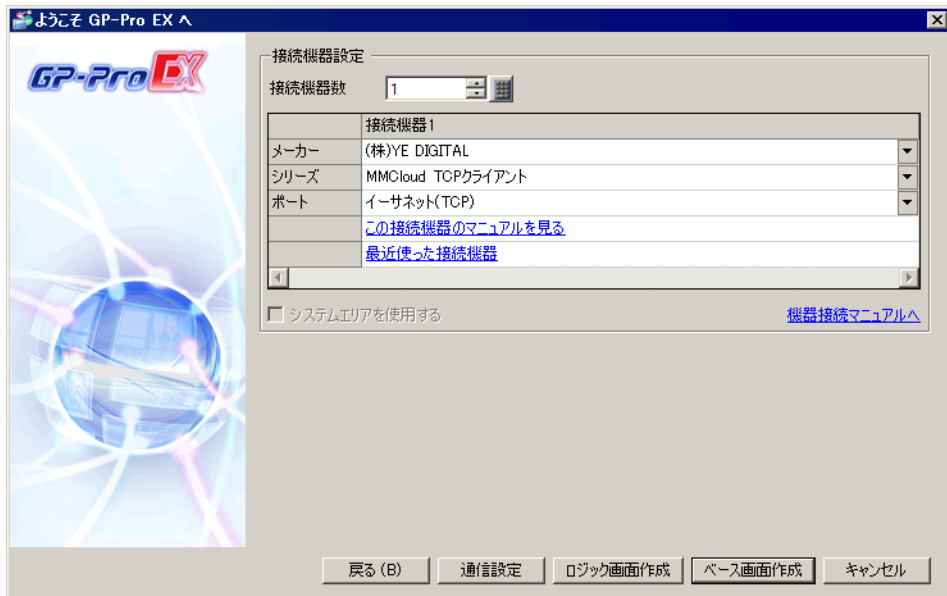 ようこそ GP-Pro EX へ
GP-Pro EX
接続機器設定
接続機器数 1
接続機器1
メーカー (株)YE DIGITAL
シリーズ MMCloud TCPクライアント
ポート イーサネット(TCP)
この接続機器のマニュアルを見る
最近使った接続機器
システムエリアを使用する 機器接続マニュアルへ
戻る(B) 通信設定 ロジック画面作成 ベース画面作成 キャンセル